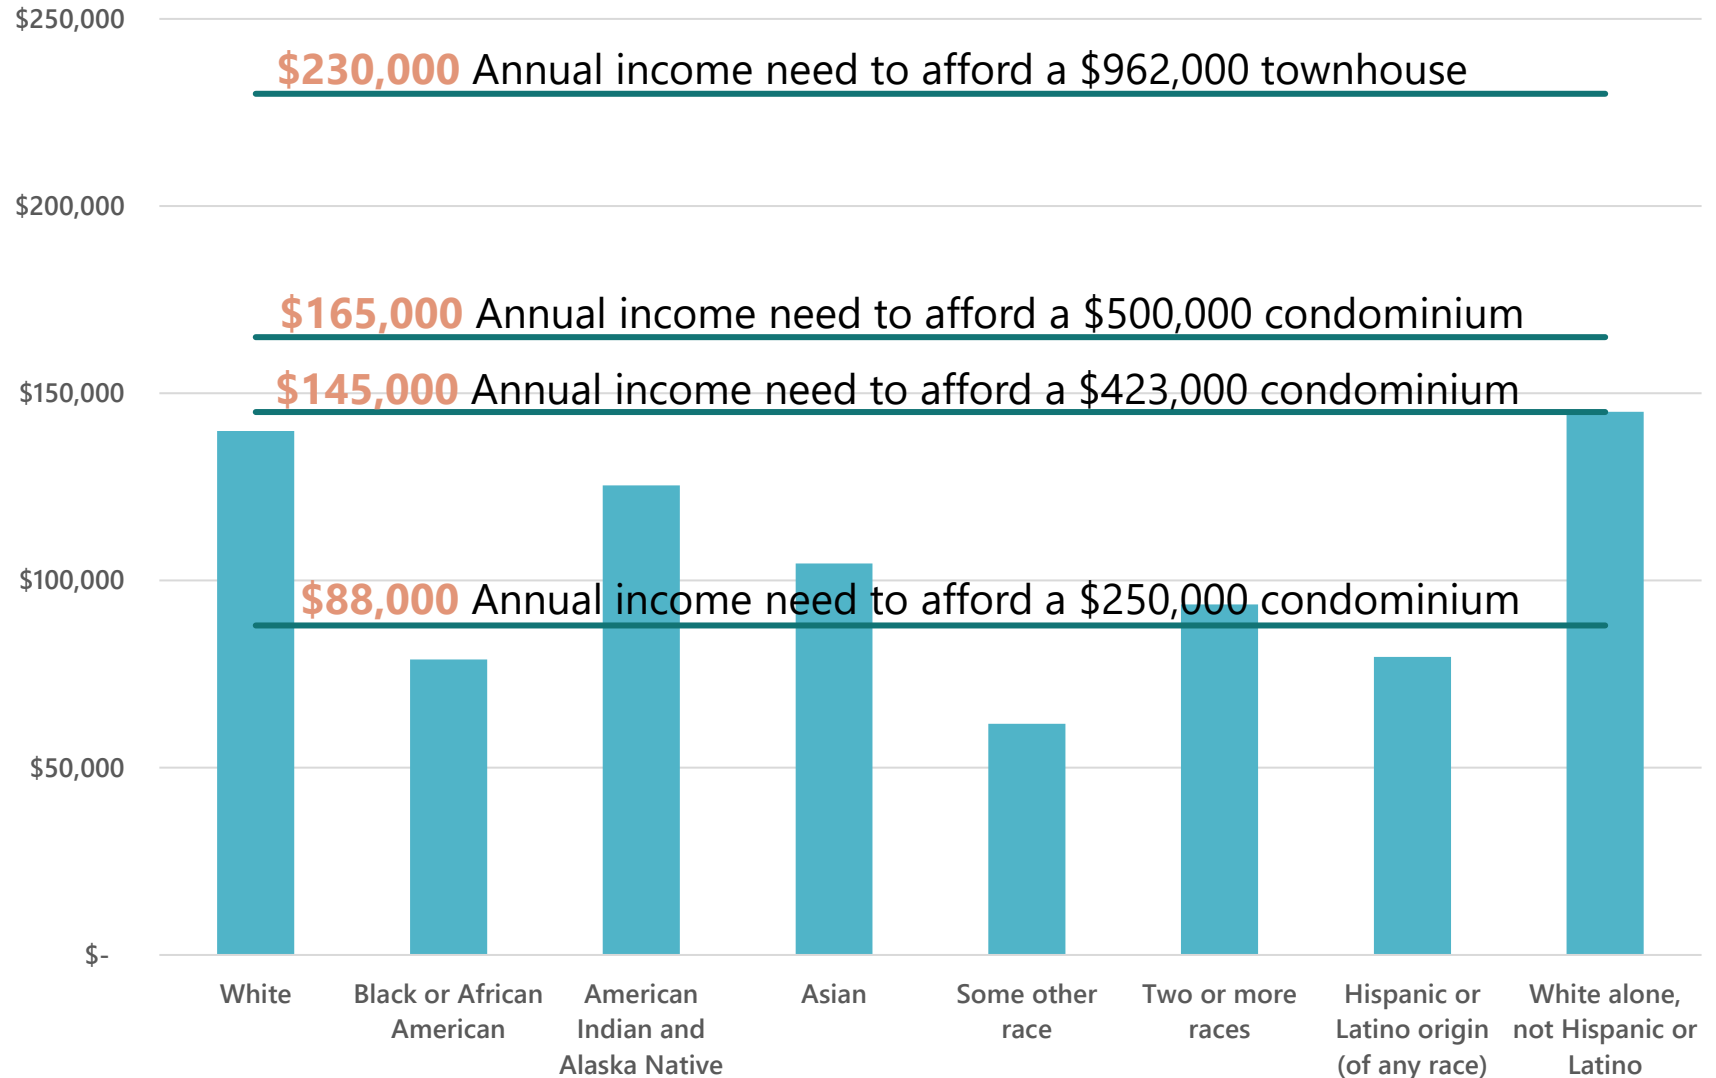 $250,000
$230,000 Annual income need to afford a $962,000 townhouse
$200,000
$165,000 Annual income need to afford a $500,000 condominium
$150,000
$145,000 Annual income need to afford a $423,000 condominium
$100,000
$88,000 Annual income need to afford a $250,000 condominium
$50,000
$-
White
Black or African
American
American
Indian and
Alaska Native
Asian
Some other
race
Two or more
races
Hispanic or
Latino origin
(of any race)
White alone,
not Hispanic or
Latino